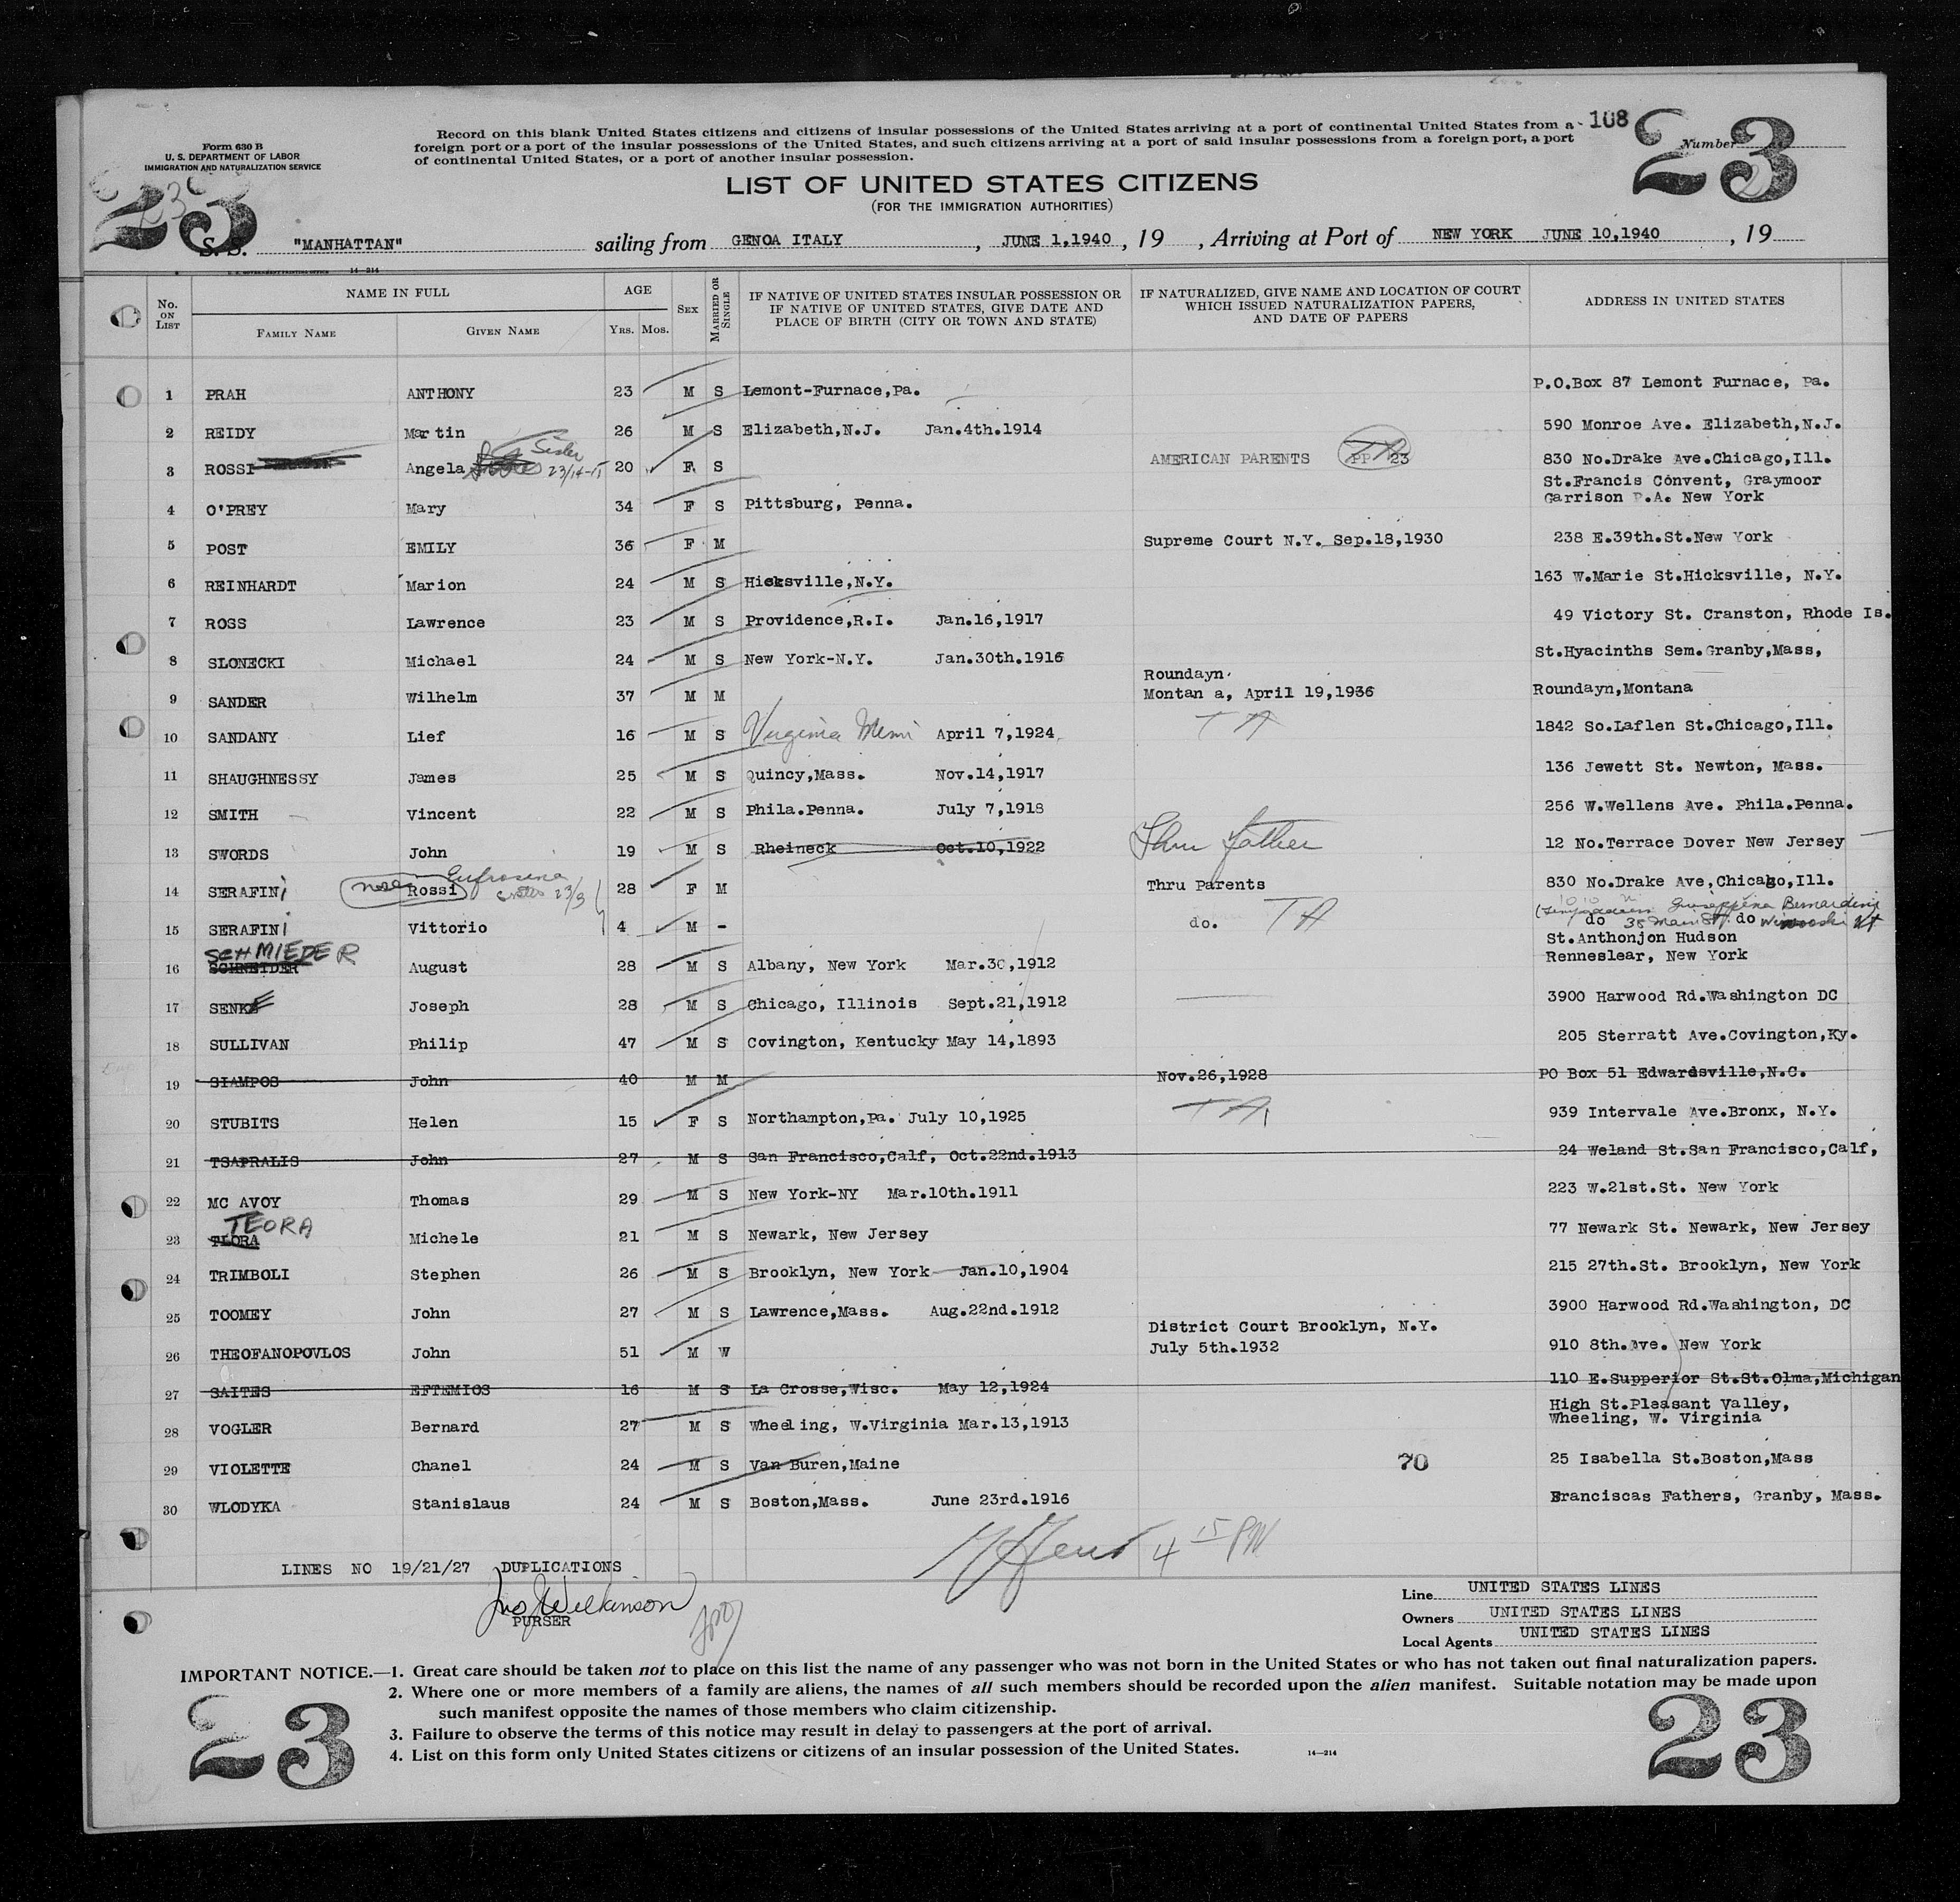 Record on this blank United States citizens and citizens of insular possessions of the United States arriving at a port of continental United States from a
foreign port or a port of the insular possessions of the United States, and such citizens arriving at a port of said insular possessions from a foreign port, a port
of continental United States, or a port of another insular possession.
108
Form 630 B
U. S. DEPARTMENT OF LABOR
IMMIGRATION AND NATURALIZATION SERVICE
Number
23
23
LIST OF UNITED STATES CITIZENS
(FOR THE IMMIGRATION AUTHORITIES)
S. S. "MANHATTAN" sailing from GENOA ITALY, JUNE 1,1940, 19 , Arriving at Port of NEW YORK JUNE 10,1940, 19
14-214
No. ON LIST NAME IN FULL FAMILY NAME GIVEN NAME AGE YRS. MOS. SEX MARRIED OR SINGLE IF NATIVE OF UNITED STATES INSULAR POSSESSION OR IF NATIVE OF UNITED STATES, GIVE DATE AND PLACE OF BIRTH (CITY OR TOWN AND STATE) IF NATURALIZED, GIVE NAME AND LOCATION OF COURT WHICH ISSUED NATURALIZATION PAPERS, AND DATE OF PAPERS ADDRESS IN UNITED STATES
1 PRAH ANTHONY 23 M S Lemont-Furnace,Pa. P.O.Box 87 Lemont Furnace, Pa.
2 REIDY Martin 26 M S Elizabeth,N.J. Jan.4th.1914 590 Monroe Ave. Elizabeth,N.J.
Sister
3 ROSSI Angela 23/14-15 20 F S AMERICAN PARENTS PP 23 830 No.Drake Ave.Chicago,Ill.
St.Francis Convent, Graymoor
4 O'PREY Mary 34 F S Pittsburg, Penna. Garrison P.A. New York
5 POST EMILY 36 F M Supreme Court N.Y. Sep.18,1930 238 E.39th.St.New York
6 REINHARDT Marion 24 M S Hicksville,N.Y. 163 W.Marie St.Hicksville, N.Y.
7 ROSS Lawrence 23 M S Providence,R.I. Jan.16,1917 49 Victory St. Cranston, Rhode Is.
8 SLONECKI Michael 24 M S New York-N.Y. Jan.30th.1916 St.Hyacinths Sem.Granby,Mass,
Roundayn.
9 SANDER Wilhelm 37 M M Montan a, April 19,1936 Roundayn,Montana
T A
10 SANDANY Lief 16 M S Virginia Minn April 7,1924 1842 So.Laflen St.Chicago,Ill.
11 SHAUGHNESSY James 25 M S Quincy,Mass. Nov.14,1917 136 Jewett St. Newton, Mass.
12 SMITH Vincent 22 M S Phila.Penna. July 7,1918 256 W.Wellens Ave. Phila.Penna.
13 SWORDS John 19 M S Rheineck Oct.10,1922 Thru father 12 No.Terrace Dover New Jersey
Eufrosina
14 SERAFINi nee Rossi 23/3 28 F M Thru Parents 830 No.Drake Ave,Chicago,Ill.
Giuseppina Bernardini
15 SERAFINi Vittorio 4 M - do. T A do 38 Main St do Winooski Vt
SCHMIEDER St.Anthonjon Hudson
16 SCHNEIDER August 28 M S Albany, New York Mar.30,1912 Renneslear, New York
17 SENKE Joseph 28 M S Chicago, Illinois Sept.21,1912 3900 Harwood Rd.Washington DC
18 SULLIVAN Philip 47 M S Covington, Kentucky May 14,1893 205 Sterratt Ave.Covington,Ky.
19 SIAMPOS John 40 M M Nov.26,1928 PO Box 51 Edwardsville,N.C.
T A
20 STUBITS Helen 15 F S Northampton,Pa. July 10,1925 939 Intervale Ave.Bronx, N.Y.
21 TSAPRALIS John 27 M S San Francisco,Calf, Oct.22nd.1913 24 Weland St.San Francisco,Calf,
22 MC AVOY Thomas 29 M S New York-NY Mar.10th.1911 223 W.21st.St. New York
TEORA
23 TLORA Michele 21 M S Newark, New Jersey 77 Newark St. Newark, New Jersey
24 TRIMBOLI Stephen 26 M S Brooklyn, New York Jan.10,1904 215 27th.St. Brooklyn, New York
25 TOOMEY John 27 M S Lawrence,Mass. Aug.22nd.1912 3900 Harwood Rd.Washington, DC
District Court Brooklyn, N.Y.
26 THEOFANOPOVLOS John 51 M W July 5th.1932 910 8th.Ave. New York
27 SAITES EFTEMIOS 16 M S La Crosse,Wisc. May 12,1924 110 E.Supperior St.St.Olma,Michigan
High St.Pleasant Valley,
28 VOGLER Bernard 27 M S Wheeling, W.Virginia Mar.13,1913 Wheeling, W. Virginia
29 VIOLETTE Chanel 24 M S Van Buren,Maine 70 25 Isabella St.Boston,Mass
30 WLODYKA Stanislaus 24 M S Boston,Mass. June 23rd.1916 Franciscas Fathers, Granby, Mass.
4 15 PM
LINES NO 19/21/27 DUPLICATIONS
Jno Wilkinson
PURSER
Line UNITED STATES LINES
Owners UNITED STATES LINES
Local Agents UNITED STATES LINES
IMPORTANT NOTICE.—1. Great care should be taken not to place on this list the name of any passenger who was not born in the United States or who has not taken out final naturalization papers.
2. Where one or more members of a family are aliens, the names of all such members should be recorded upon the alien manifest. Suitable notation may be made upon
such manifest opposite the names of those members who claim citizenship.
3. Failure to observe the terms of this notice may result in delay to passengers at the port of arrival.
4. List on this form only United States citizens or citizens of an insular possession of the United States.
14-214
23
23